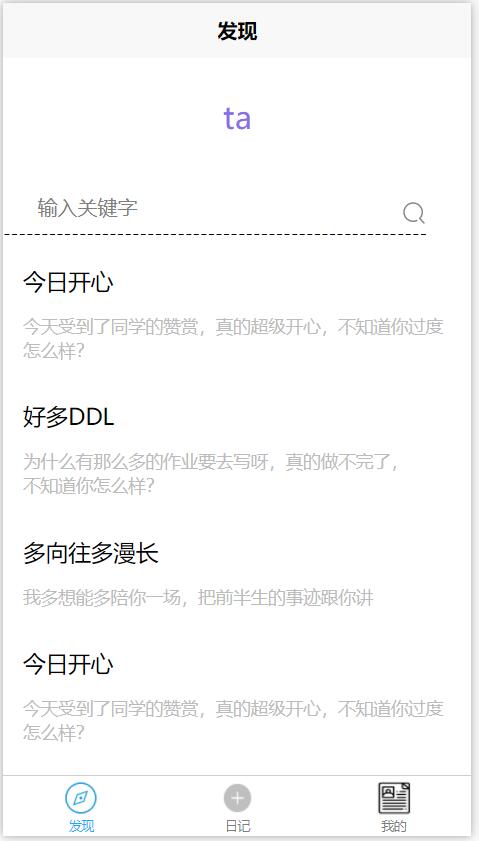 发现
ta
输入关键字
今日开心
今天受到了同学的赞赏，真的超级开心，不知道你过度
怎么样？
好多DDL
为什么有那么多的作业要去写呀，真的做不完了，
不知道你怎么样？
多向往多漫长
我多想能多陪你一场，把前半生的事迹跟你讲
今日开心
今天受到了同学的赞赏，真的超级开心，不知道你过度
怎么样？
发现
日记
我的